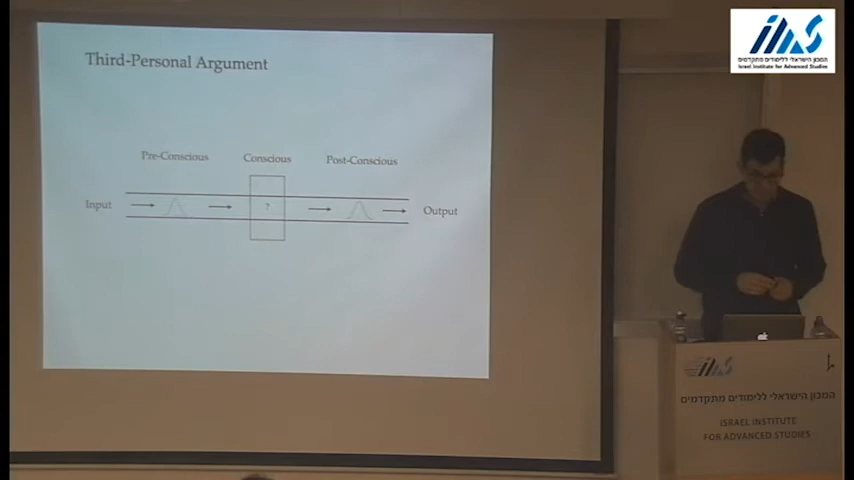 Third-Personal Argument
Pre-Conscious
Conscious
Post-Conscious
Input
?
Output
המכון הישראלי ללימודים מתקדמים
Israel Institute for Advanced Studies
המכון הישראלי ללימודים מתקדמים
ISRAEL INSTITUTE
FOR ADVANCED STUDIES